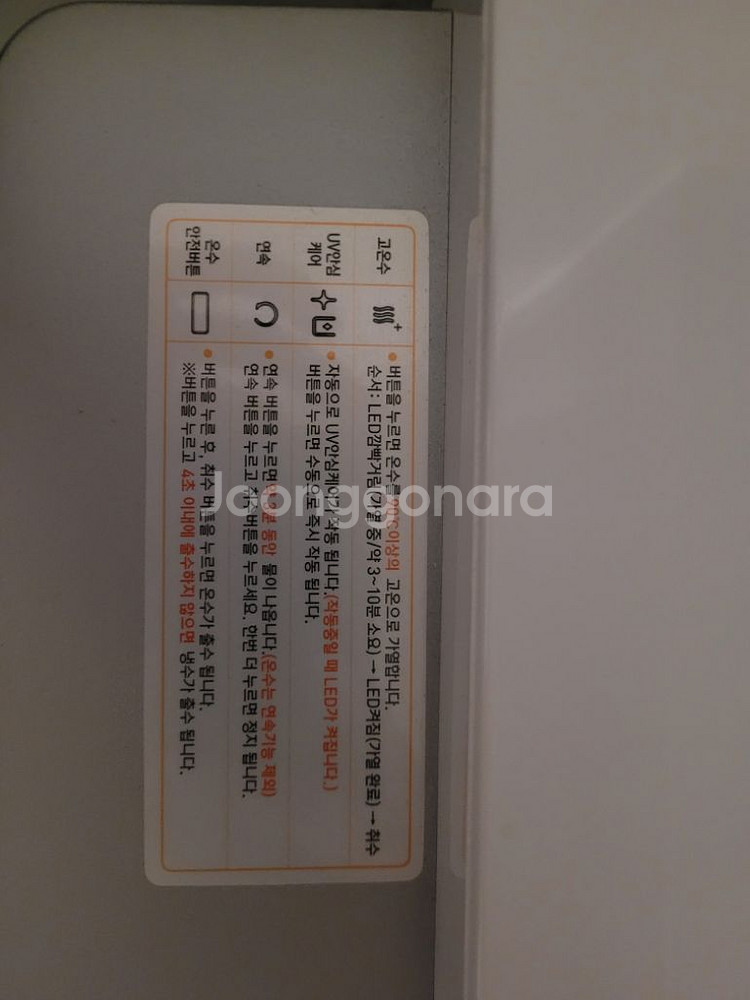 고온수
버튼을 누르면 온수를 90℃이상의 고온으로 가열합니다.
순서: LED깜빡거림(가열 중/약 3~10분 소요) → LED켜짐(가열 완료) → 취수
UV안심
케어
자동으로 UV안심케어가 작동 됩니다.(작동중일 때 LED가 켜집니다.)
버튼을 누르면 수동으로 즉시 작동 됩니다.
연속
연속 버튼을 누르면 동안 물이 나옵니다.(온수는 연속기능 제외)
연속 버튼을 누르고 취수 버튼을 누르세요. 한번 더 누르면 정지 됩니다.
온수
안전버튼
버튼을 누른 후, 취수 버튼을 누르면 온수가 출수 됩니다.
※버튼을 누르고 4초 이내에 출수하지 않으면 냉수가 출수 됩니다.
Joonggonara